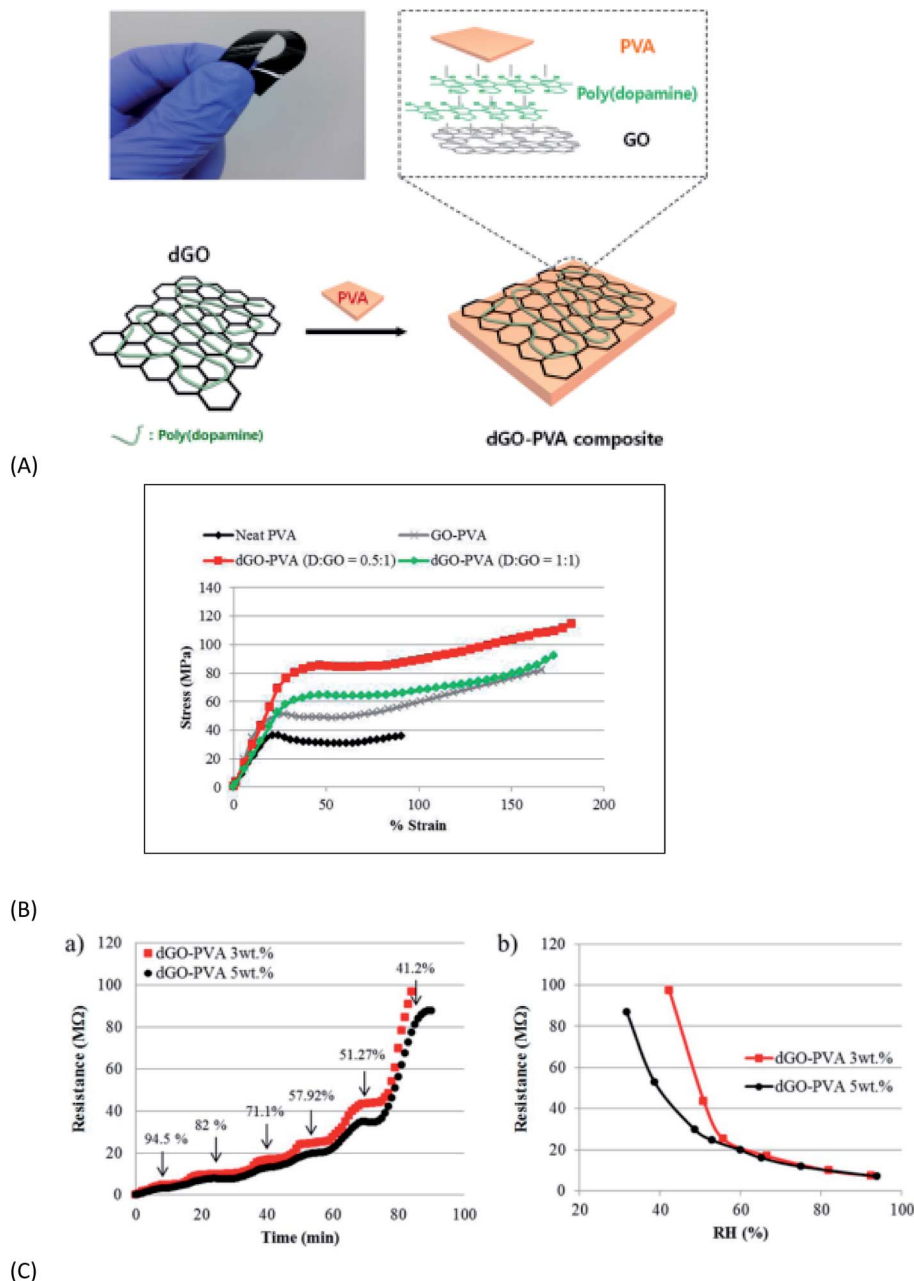 PVA
Poly(dopamine)
GO
dGO
PVA
: Poly(dopamine)
dGO-PVA composite
(A)
Neat PVA
GO-PVA
dGO-PVA (D:GO = 0.5:1)
dGO-PVA (D:GO = 1:1)
140
120
100
80
60
40
20
0
Stress (MPa)
0 50 100 150 200
% Strain
(B)
a)
120
100
80
60
40
20
0
Resistance (MΩ)
dGO-PVA 3wt.%
dGO-PVA 5wt.%
94.5 %
82 %
71.1%
57.92%
51.27%
41.2%
0 20 40 60 80 100
Time (min)
b)
120
100
80
60
40
20
0
Resistance (MΩ)
dGO-PVA 3wt.%
dGO-PVA 5wt.%
20 40 60 80 100
RH (%)
(C)